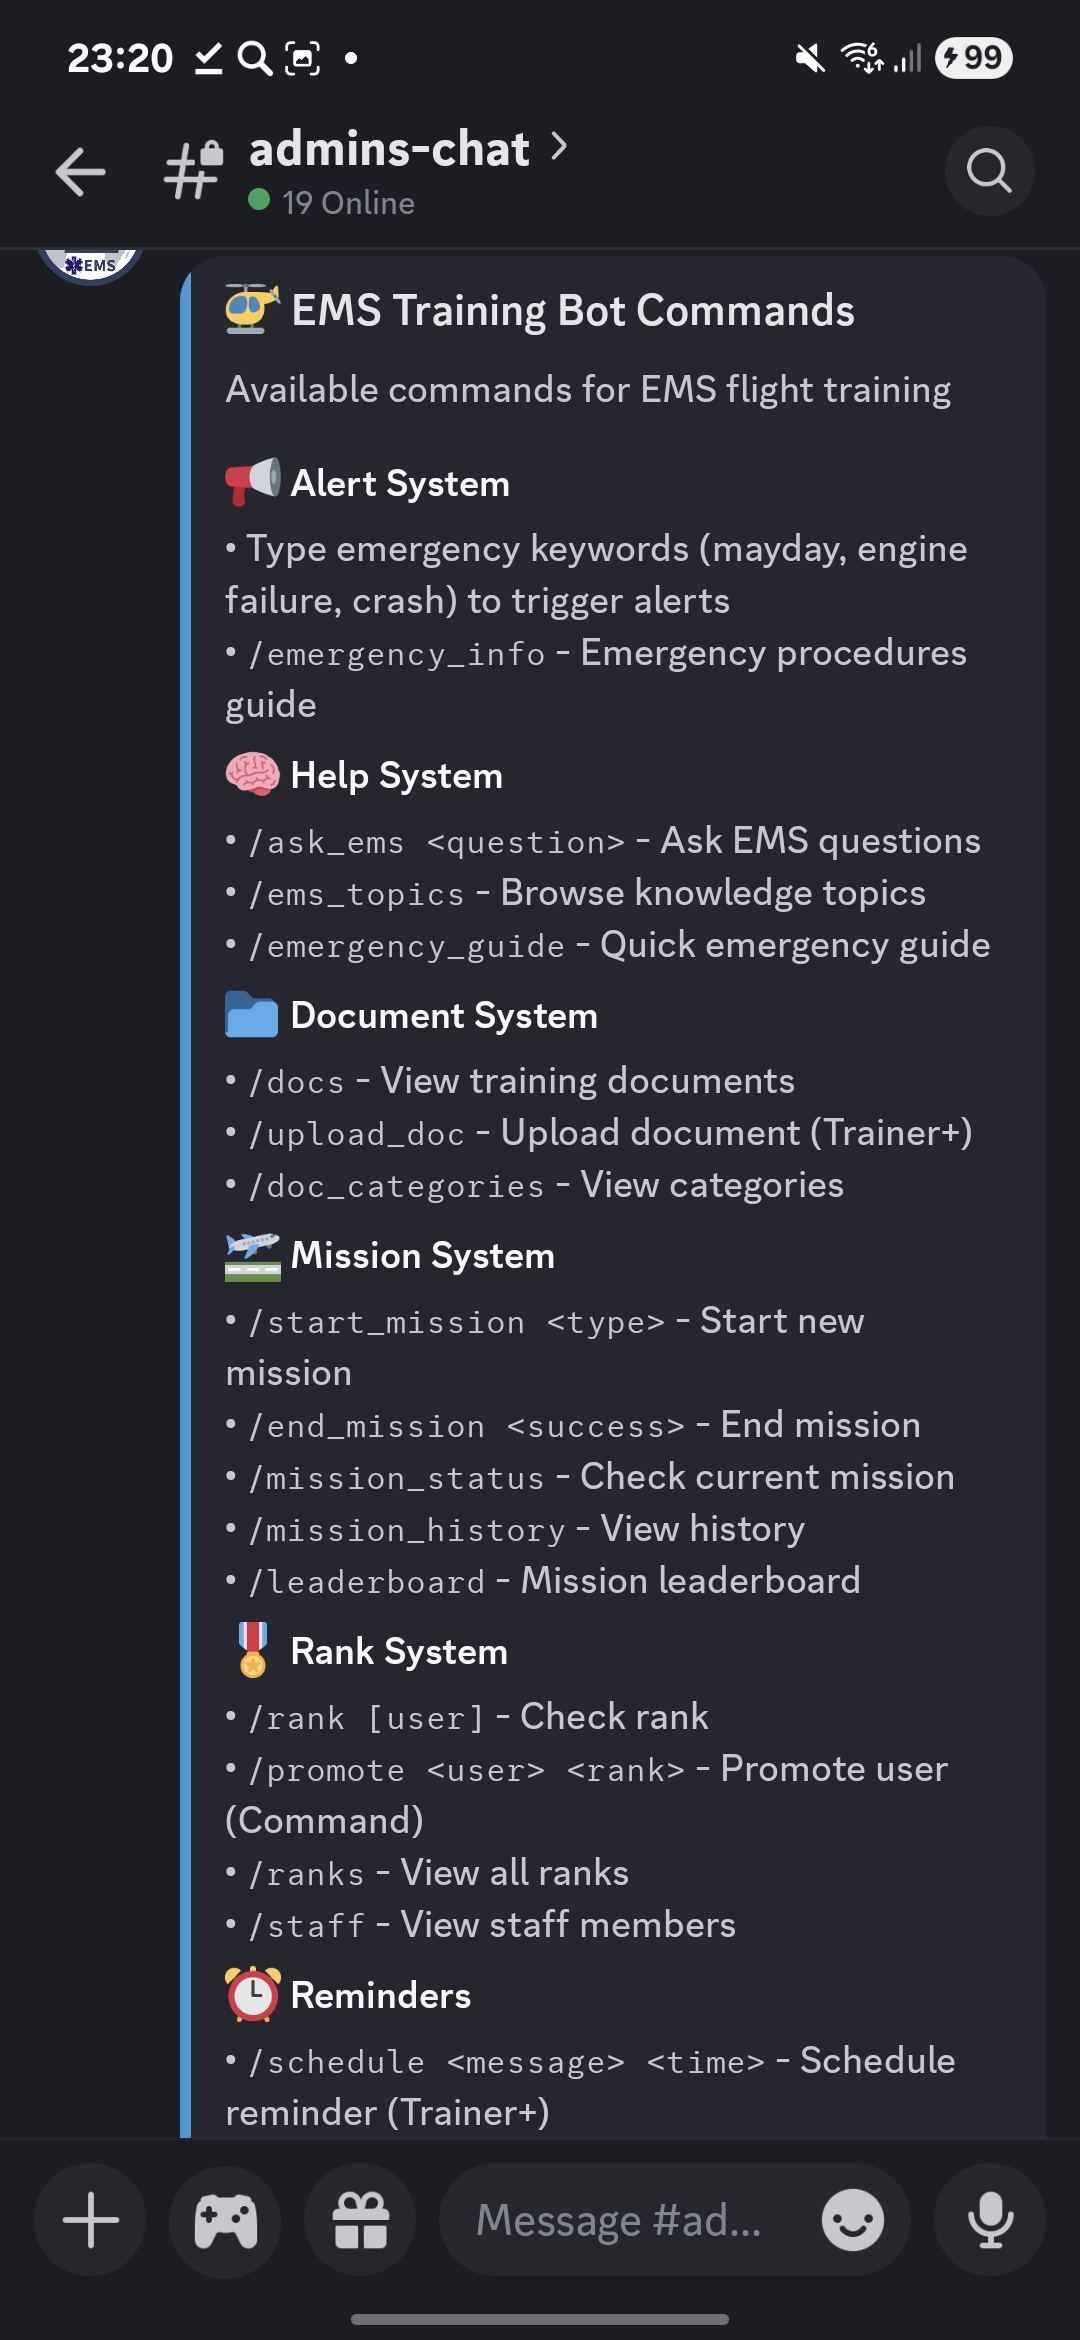 23:20
6
99
admins-chat
19 Online
EMS
EMS Training Bot Commands
Available commands for EMS flight training
Alert System
• Type emergency keywords (mayday, engine
failure, crash) to trigger alerts
• /emergency_info - Emergency procedures
guide
Help System
• /ask_ems <question> - Ask EMS questions
• /ems_topics - Browse knowledge topics
• /emergency_guide - Quick emergency guide
Document System
• /docs - View training documents
• /upload_doc - Upload document (Trainer+)
• /doc_categories - View categories
Mission System
• /start_mission <type> - Start new
mission
• /end_mission <success> - End mission
• /mission_status - Check current mission
• /mission_history - View history
• /leaderboard - Mission leaderboard
Rank System
• /rank [user] - Check rank
• /promote <user> <rank> - Promote user
(Command)
• /ranks - View all ranks
• /staff - View staff members
Reminders
• /schedule <message> <time> - Schedule
reminder (Trainer+)
Message #ad...